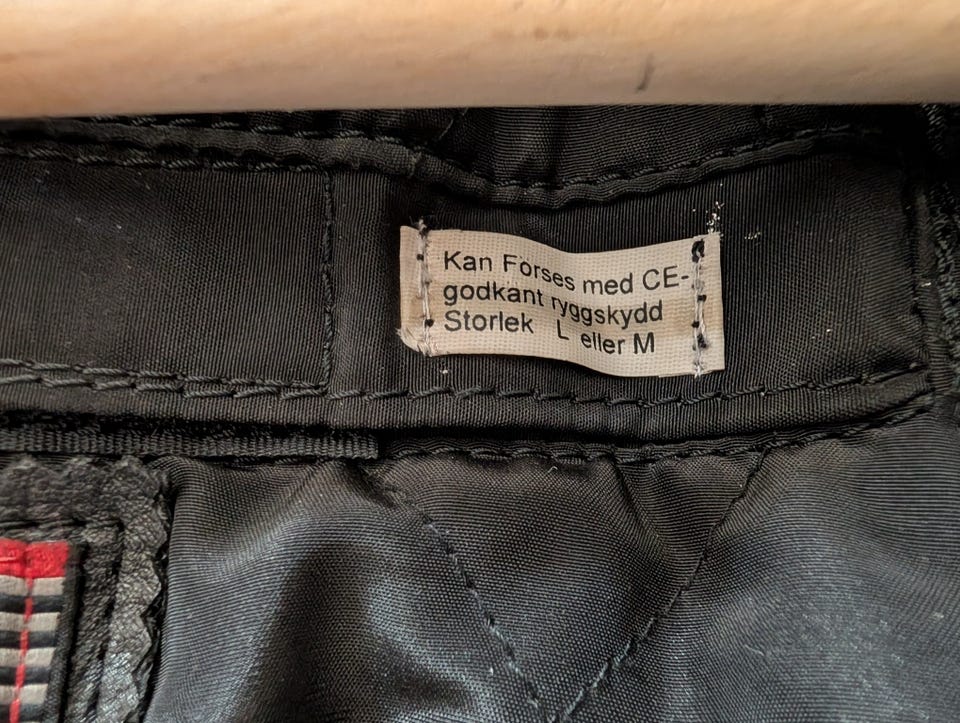 Kan Forses med CE-
godkant ryggskydd
Storlek L eller M